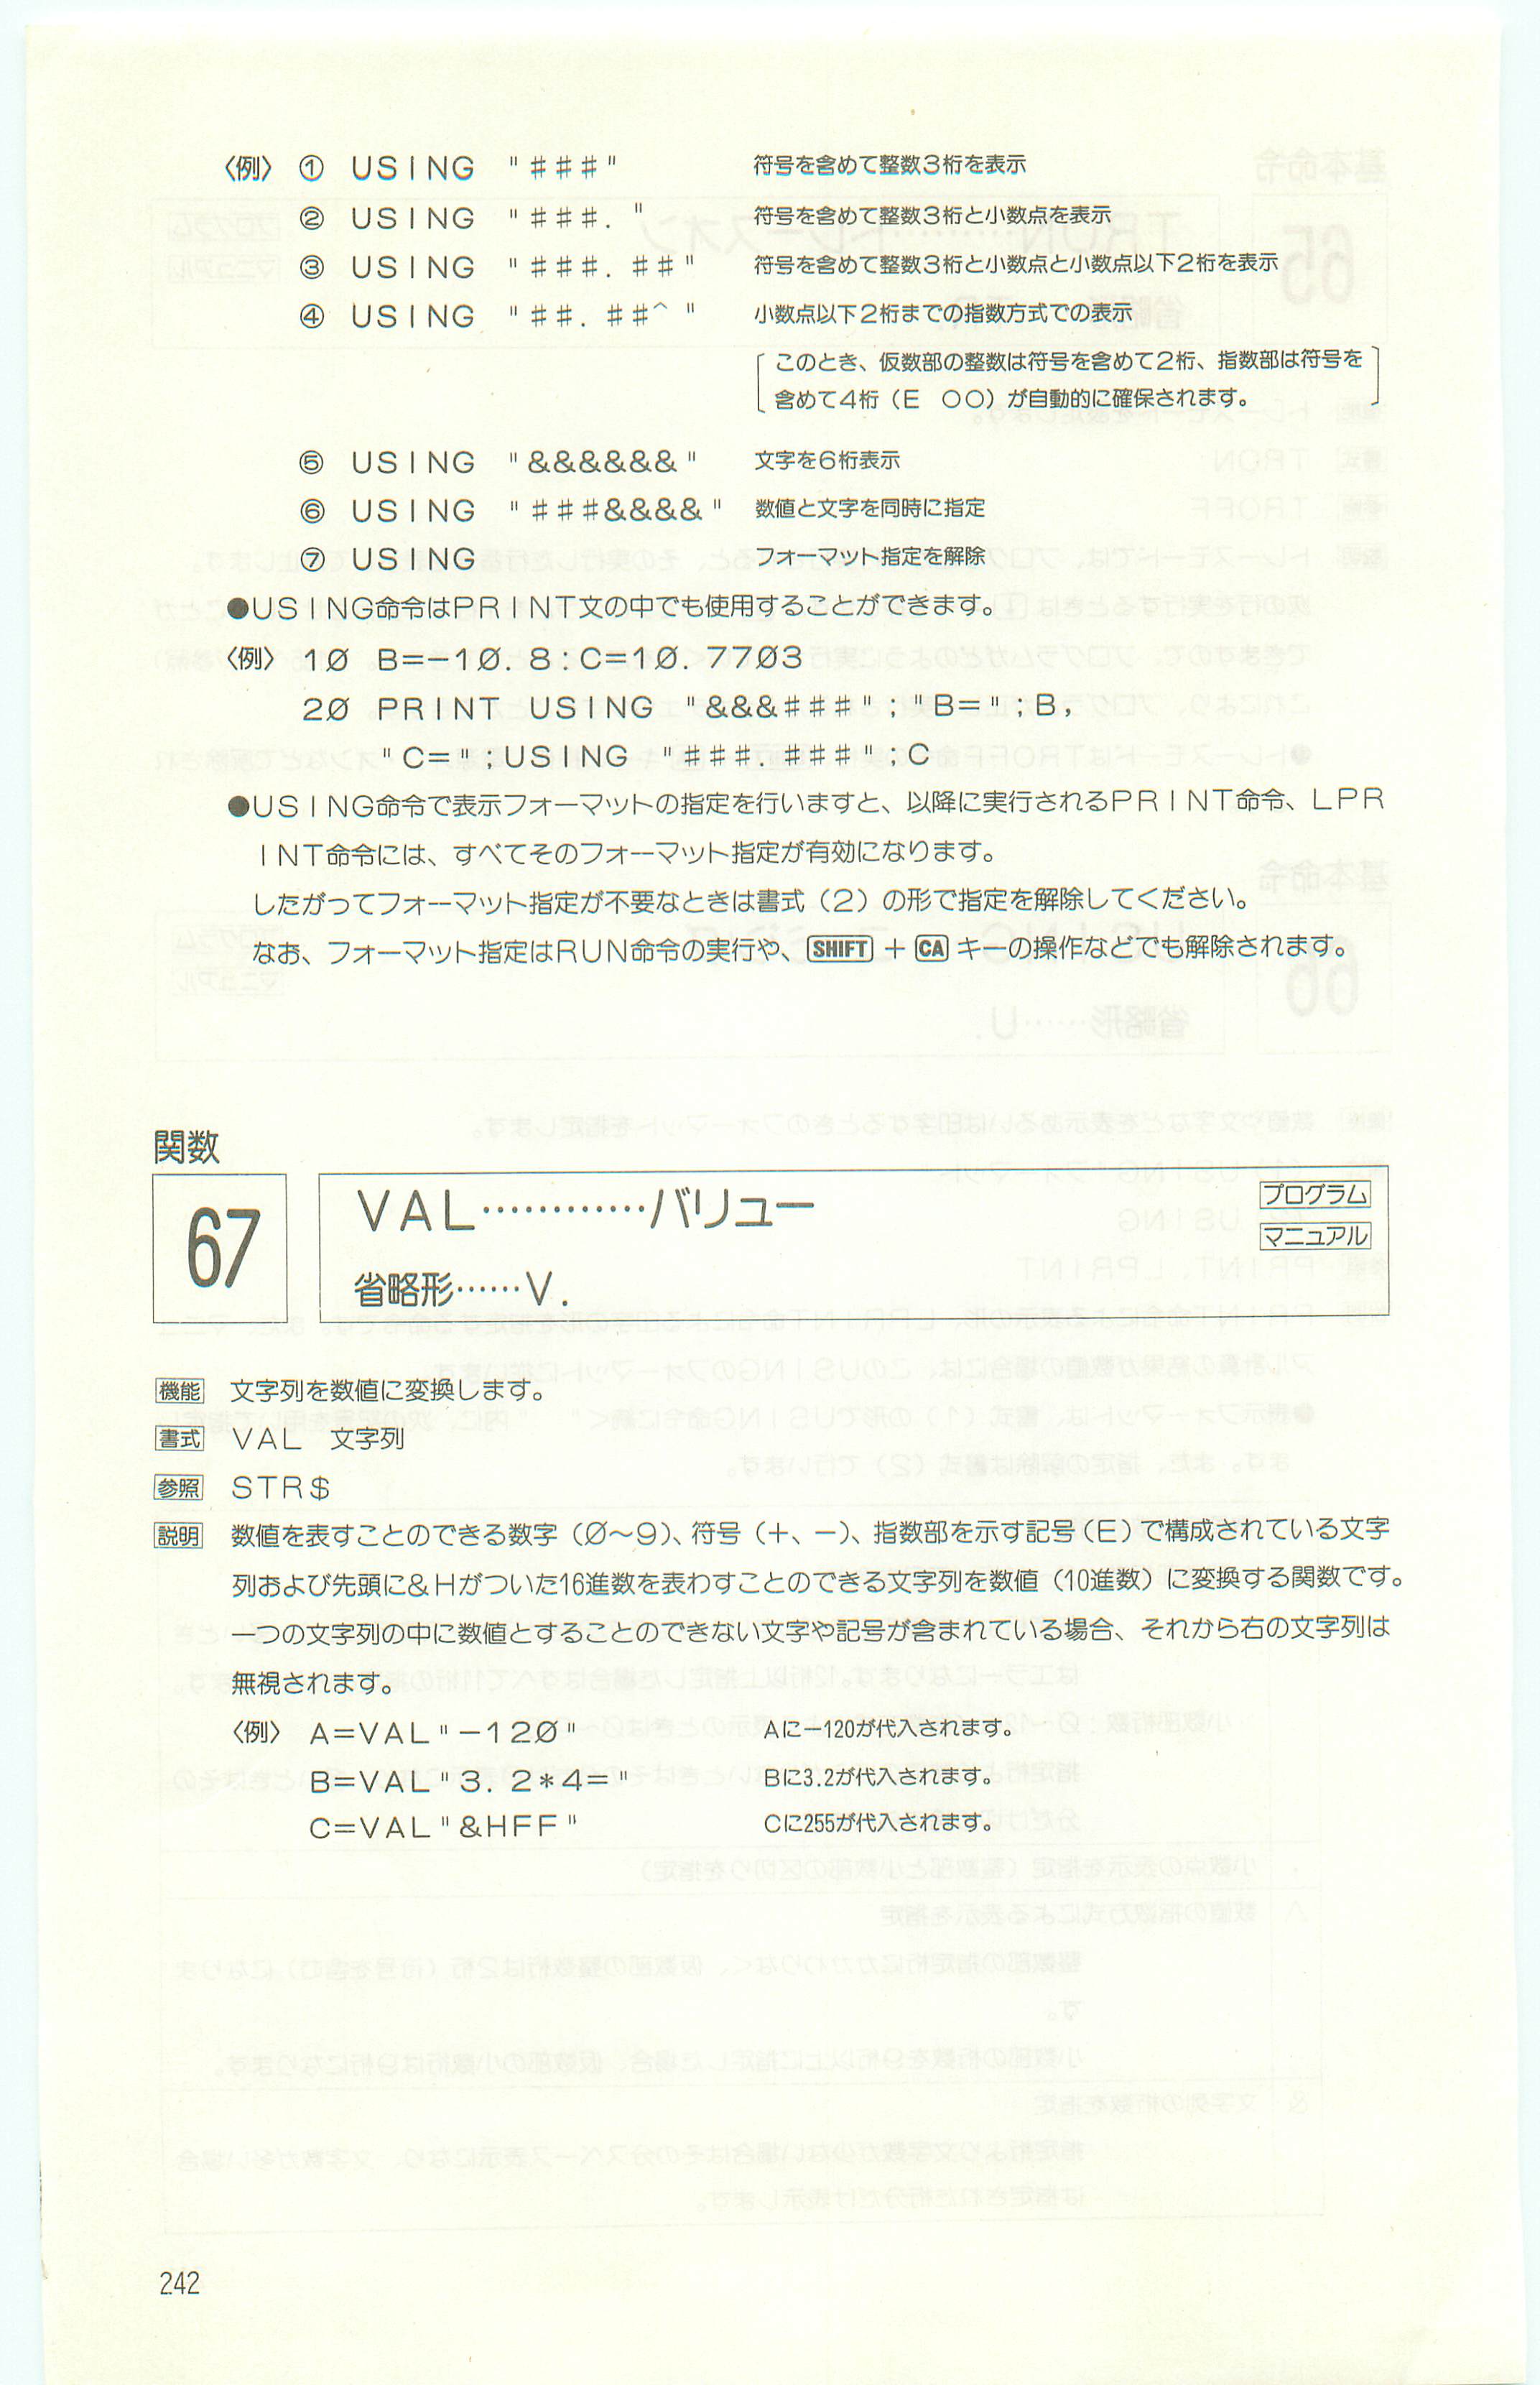 〈例〉 ① USING "###" 符号を含めて整数3桁を表示
② USING "###. " 符号を含めて整数3桁と小数点を表示
③ USING "###. ##" 符号を含めて整数3桁と小数点と小数点以下2桁を表示
④ USING "##. ##^ " 小数点以下2桁までの指数方式での表示
このとき、仮数部の整数は符号を含めて2桁、指数部は符号を
含めて4桁（E ○○）が自動的に確保されます。
⑤ USING "&&&&&&" 文字を6桁表示
⑥ USING "###&&&&" 数値と文字を同時に指定
⑦ USING フォーマット指定を解除
●USING命令はPRINT文の中でも使用することができます。
〈例〉 1Ø B=−1Ø. 8:C=1Ø. 77Ø3
2Ø PRINT USING "&&&###";"B=";B,
"C=";USING "###. ###";C
●USING命令で表示フォーマットの指定を行いますと、以降に実行されるPRINT命令、LPR
INT命令には、すべてそのフォーマット指定が有効になります。
したがってフォーマット指定が不要なときは書式（2）の形で指定を解除してください。
なお、フォーマット指定はRUN命令の実行や、SHIFT + CA キーの操作などでも解除されます。
関数
67 VAL…………バリュー プログラム
マニュアル
省略形……V.
機能 文字列を数値に変換します。
書式 VAL 文字列
参照 STR$
説明 数値を表すことのできる数字（Ø〜9）、符号（+、−）、指数部を示す記号（E）で構成されている文字
列および先頭に&Hがついた16進数を表わすことのできる文字列を数値（10進数）に変換する関数です。
一つの文字列の中に数値とすることのできない文字や記号が含まれている場合、それから右の文字列は
無視されます。
〈例〉 A=VAL"−12Ø" Aに−120が代入されます。
B=VAL"3. 2*4=" Bに3.2が代入されます。
C=VAL"&HFF" Cに255が代入されます。
242